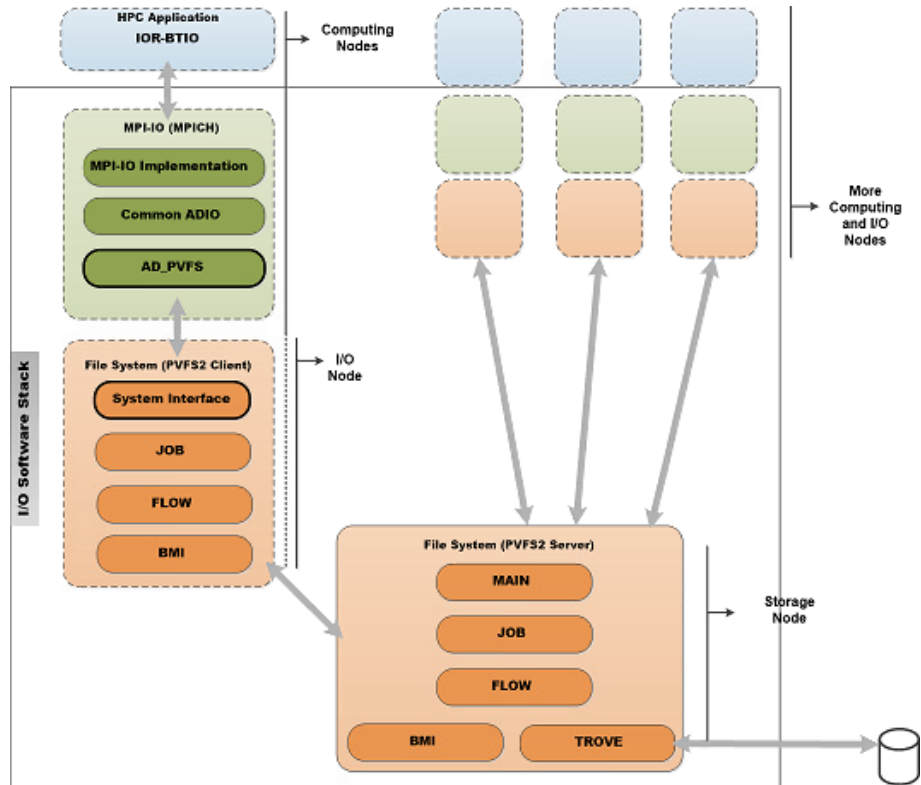 HPC Application
IOR-BTIO
Computing
Nodes
MPI-IO (MPICH)
MPI-IO Implementation
Common ADIO
AD_PVFS
More
Computing
and I/O
Nodes
I/O Software Stack
File System (PVFS2 Client)
System Interface
JOB
FLOW
BMI
I/O
Node
File System (PVFS2 Server)
MAIN
JOB
FLOW
BMI
TROVE
Storage
Node